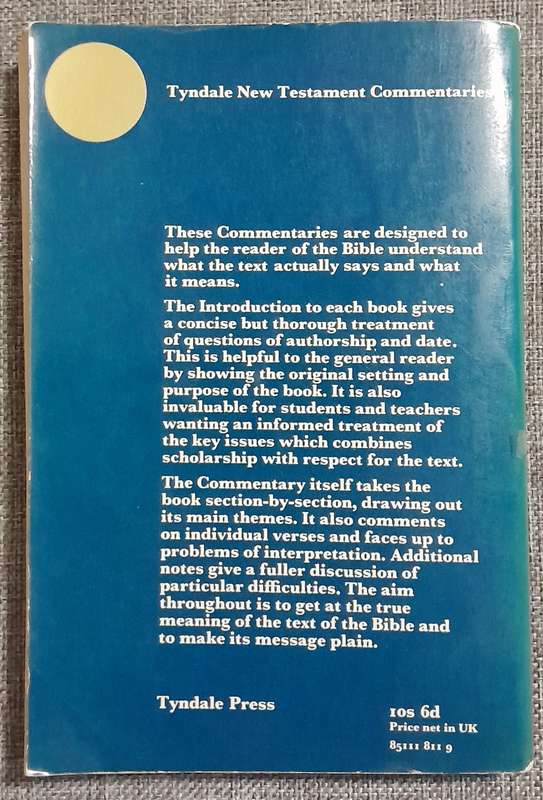 Tyndale New Testament Commentaries
These Commentaries are designed to
help the reader of the Bible understand
what the text actually says and what
it means.
The Introduction to each book gives
a concise but thorough treatment
of questions of authorship and date.
This is helpful to the general reader
by showing the original setting and
purpose of the book. It is also
invaluable for students and teachers
wanting an informed treatment of
the key issues which combines
scholarship with respect for the text.
The Commentary itself takes the
book section-by-section, drawing out
its main themes. It also comments
on individual verses and faces up to
problems of interpretation. Additional
notes give a fuller discussion of
particular difficulties. The aim
throughout is to get at the true
meaning of the text of the Bible and
to make its message plain.
Tyndale Press
10s 6d
Price net in UK
85111 811 9